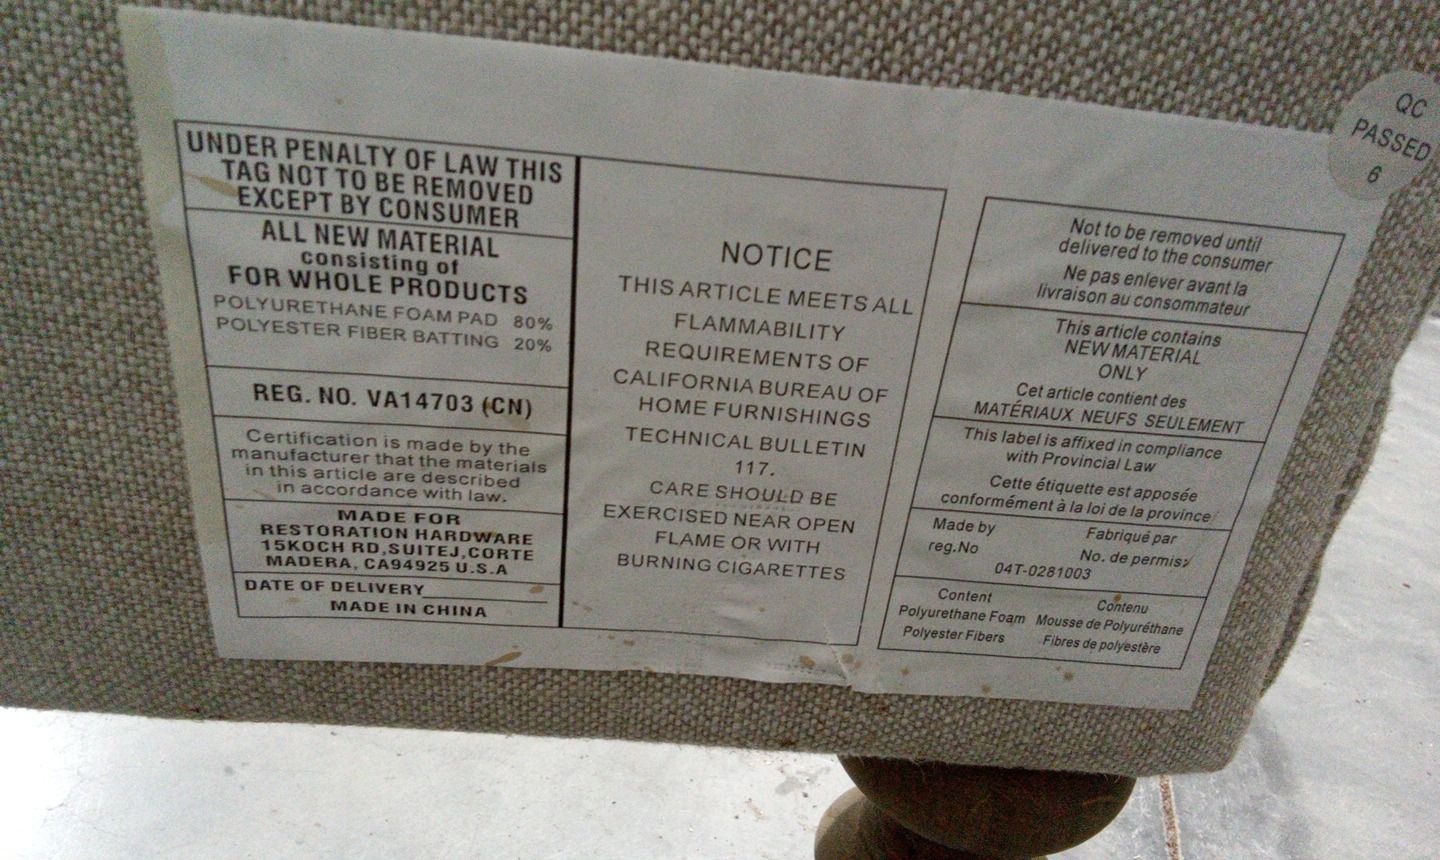 UNDER PENALTY OF LAW THIS
TAG NOT TO BE REMOVED
EXCEPT BY CONSUMER
ALL NEW MATERIAL
consisting of
FOR WHOLE PRODUCTS
POLYURETHANE FOAM PAD 80%
POLYESTER FIBER BATTING 20%
REG. NO. VA14703 (CN)
Certification is made by the
manufacturer that the materials
in this article are described
in accordance with law.
MADE FOR
RESTORATION HARDWARE
15KOCH RD,SUITEJ,CORTE
MADERA, CA94925 U.S.A
DATE OF DELIVERY
MADE IN CHINA
NOTICE
THIS ARTICLE MEETS ALL
FLAMMABILITY
REQUIREMENTS OF
CALIFORNIA BUREAU OF
HOME FURNISHINGS
TECHNICAL BULLETIN
117.
CARE SHOULD BE
EXERCISED NEAR OPEN
FLAME OR WITH
BURNING CIGARETTES
Not to be removed until
delivered to the consumer
Ne pas enlever avant la
livraison au consommateur
This article contains
NEW MATERIAL
ONLY
Cet article contient des
MATÉRIAUX NEUFS SEULEMENT
This label is affixed in compliance
with Provincial Law
Cette étiquette est apposée
conformément à la loi de la province
Made by Fabriqué par
reg.No No. de permis:
04T-0281003
Content Contenu
Polyurethane Foam Mousse de Polyuréthane
Polyester Fibers Fibres de polyestère
QC
PASSED
6